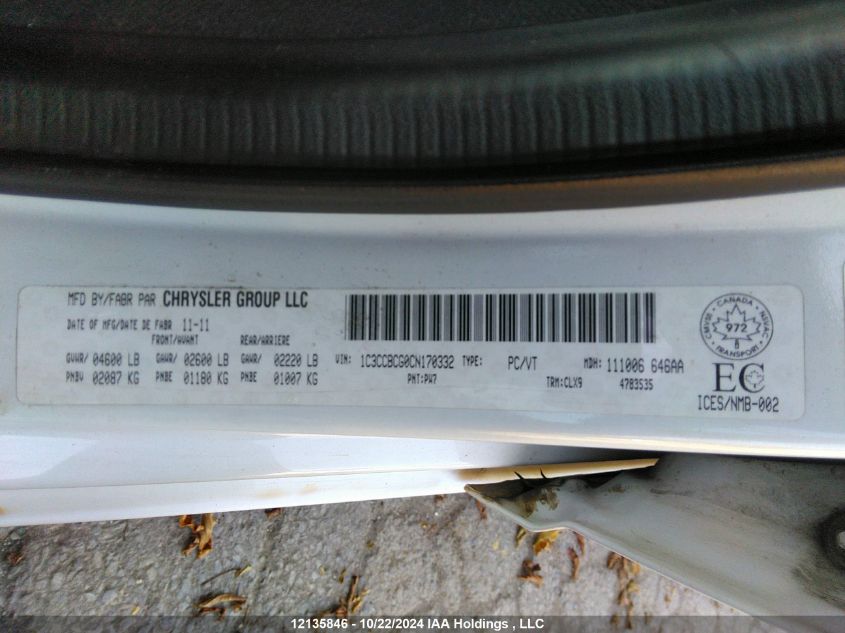 MFD BY/FABR PAR CHRYSLER GROUP LLC
DATE OF MFG/DATE DE FABR 11-11
FRONT/AVANT REAR/ARRIERE
GVWR/ 04600 LB GAWR/ 02600 LB GAWR/ 02220 LB
PNBV 02087 KG PNBE 01180 KG PNBE 01007 KG
VIN: 1C3CCBCG0CN170332 TYPE: PC/VT MDH: 111006 646AA
PNT:PW7 TRM:CLX9 4783535
CANADA
CMVSS NSVAC
972
8
TRANSPORT
EC
ICES/NMB-002
12135846 - 10/22/2024 IAA Holdings , LLC